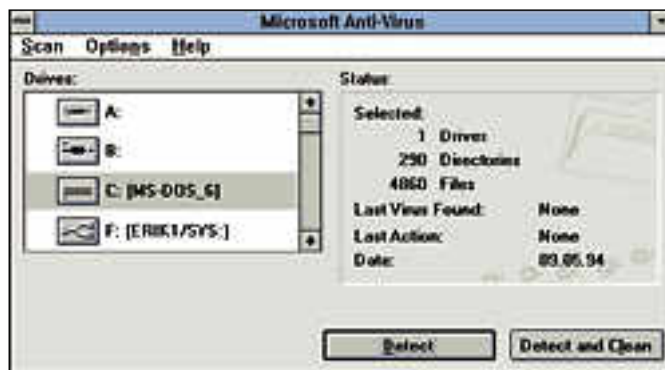 Microsoft Anti-Virus
Scan Options Help
Drives:
A:
B:
C: [MS-DOS_6]
F: [ERIK1/SYS:]
Status
Selected:
1 Drives
290 Directories
4860 Files
Last Virus Found: None
Last Action: None
Date: 09.05.94
Detect
Detect and Clean